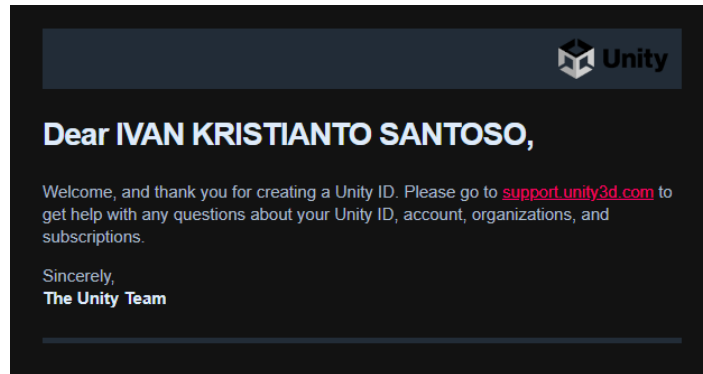 Unity
Dear IVAN KRISTIANTO SANTOSO,
Welcome, and thank you for creating a Unity ID. Please go to support.unity3d.com to
get help with any questions about your Unity ID, account, organizations, and
subscriptions.
Sincerely,
The Unity Team